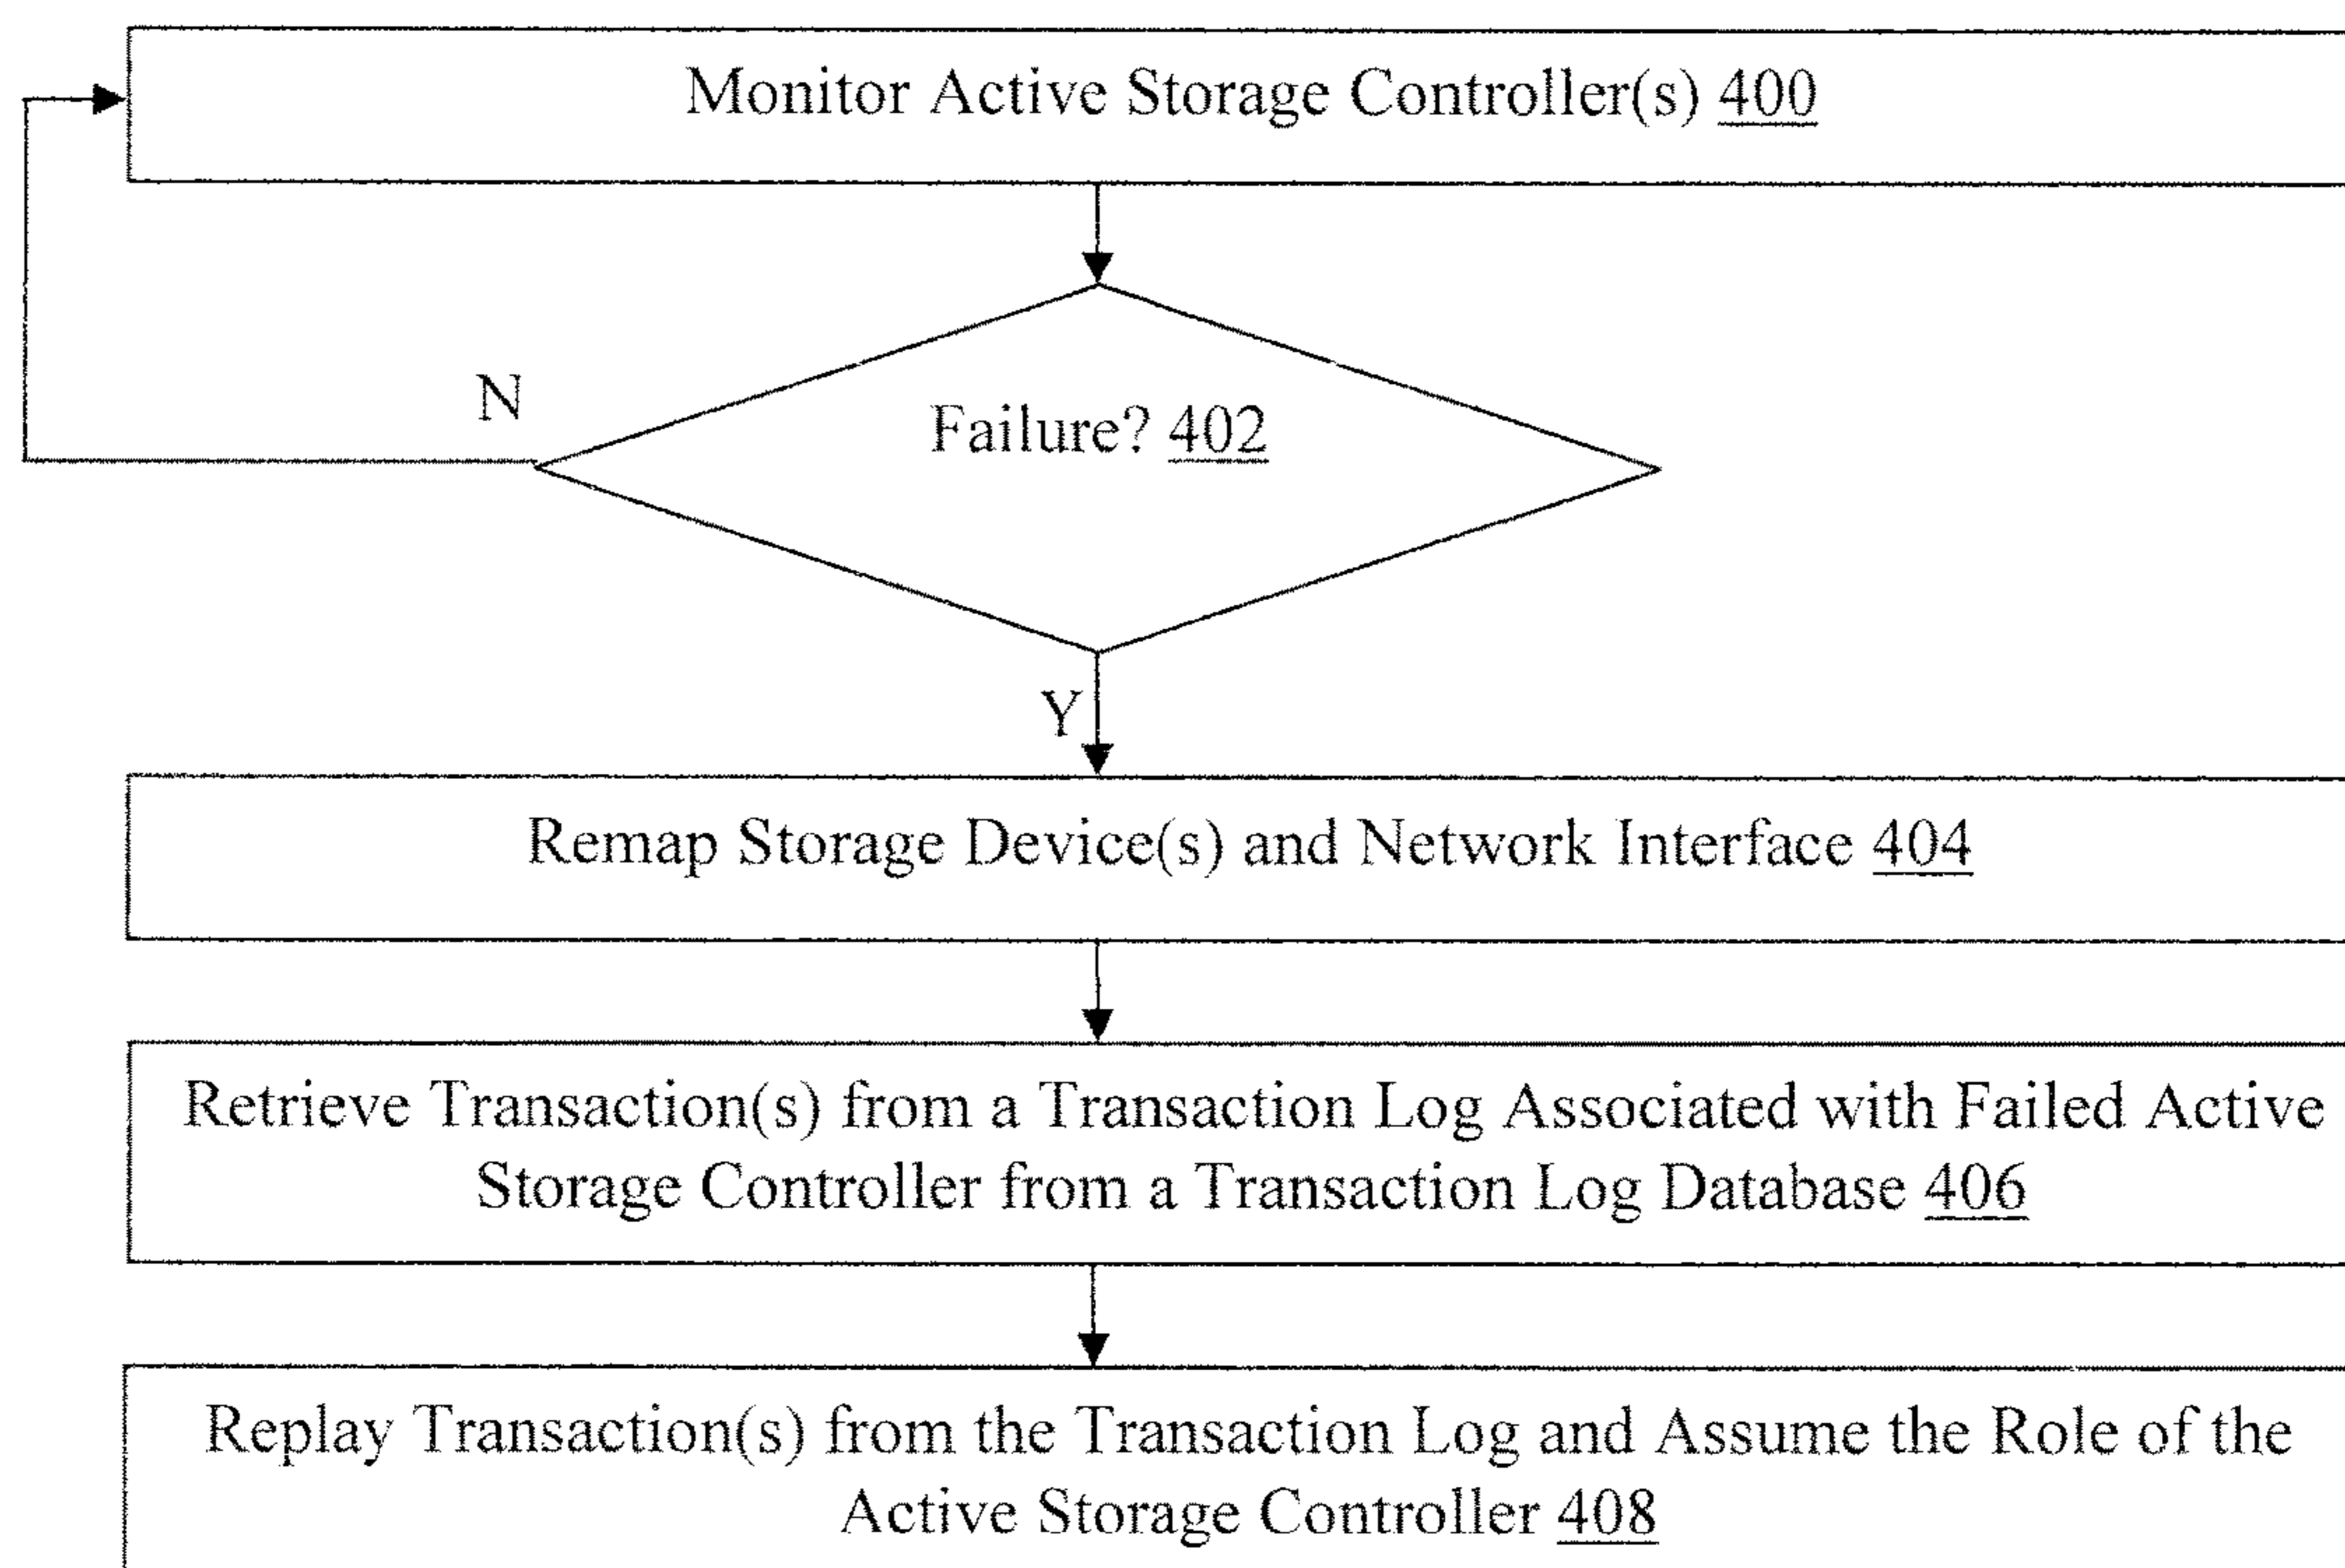 Monitor Active Storage Controller(s) 400
N
Failure? 402
Y
Remap Storage Device(s) and Network Interface 404
Retrieve Transaction(s) from a Transaction Log Associated with Failed Active
Storage Controller from a Transaction Log Database 406
Replay Transaction(s) from the Transaction Log and Assume the Role of the
Active Storage Controller 408